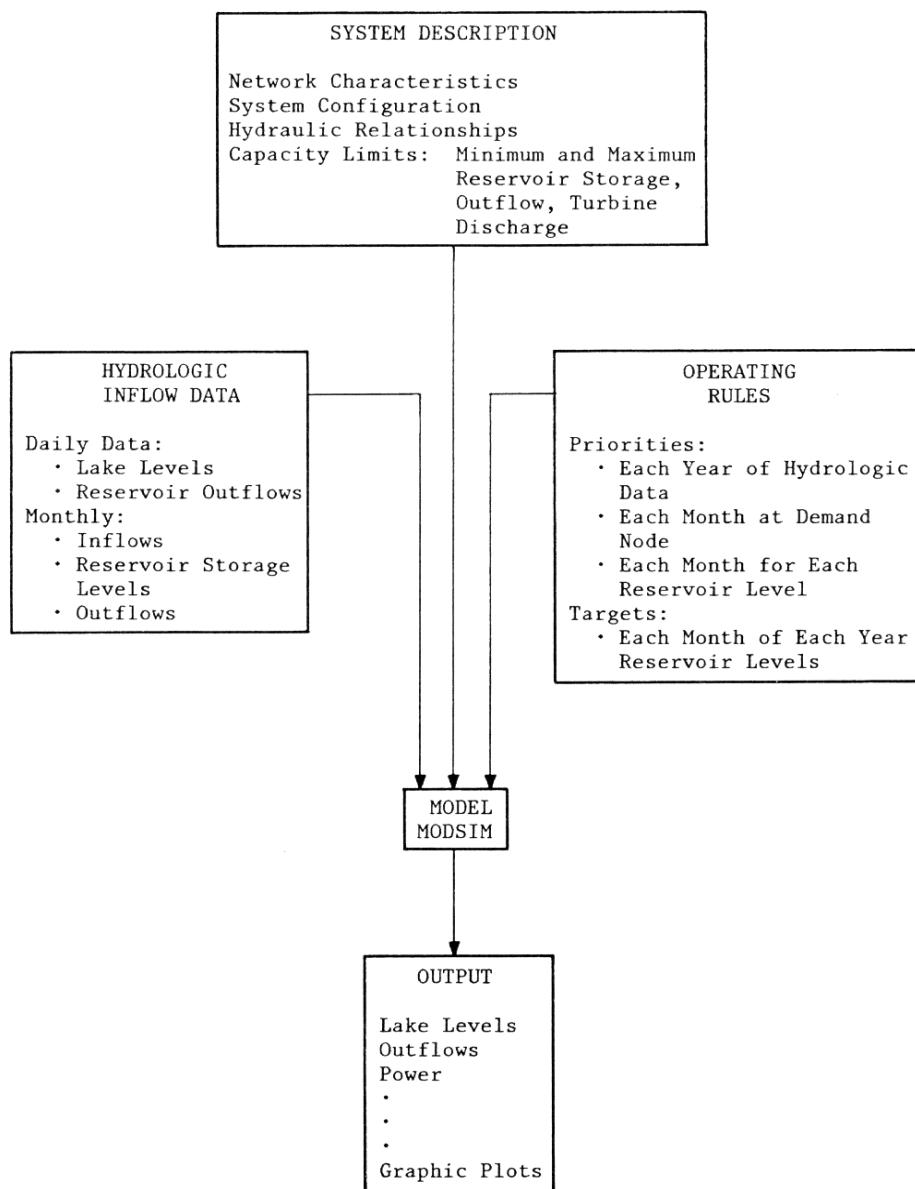 SYSTEM DESCRIPTION
Network Characteristics
System Configuration
Hydraulic Relationships
Capacity Limits: Minimum and Maximum
Reservoir Storage,
Outflow, Turbine
Discharge
HYDROLOGIC
INFLOW DATA
Daily Data:
· Lake Levels
· Reservoir Outflows
Monthly:
· Inflows
· Reservoir Storage
Levels
· Outflows
OPERATING
RULES
Priorities:
· Each Year of Hydrologic
Data
· Each Month at Demand
Node
· Each Month for Each
Reservoir Level
Targets:
· Each Month of Each Year
Reservoir Levels
MODEL
MODSIM
OUTPUT
Lake Levels
Outflows
Power
·
·
·
Graphic Plots